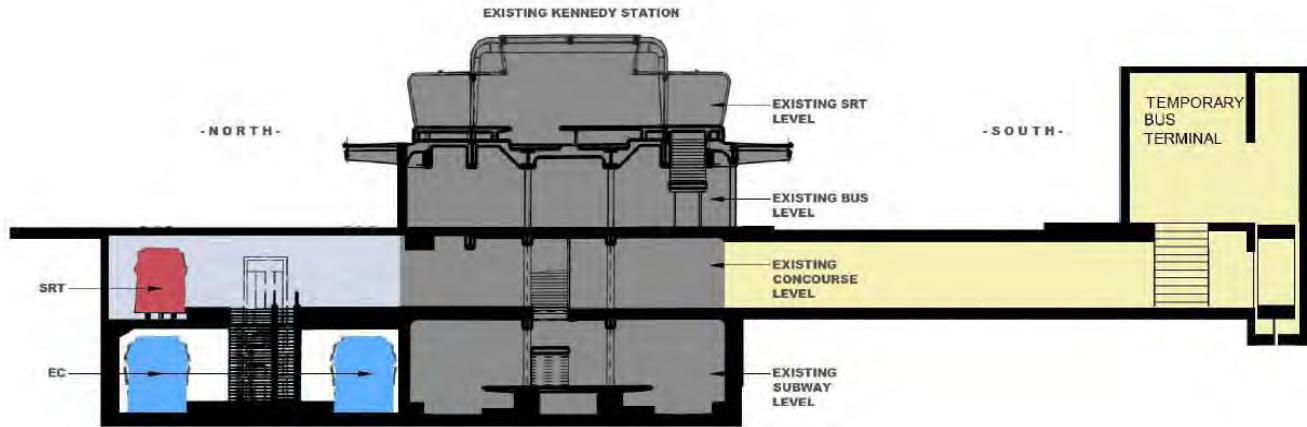 EXISTING KENNEDY STATION
EXISTING SRT
LEVEL
-NORTH-
-SOUTH-
TEMPORARY
BUS
TERMINAL
EXISTING BUS
LEVEL
SRT
EXISTING
CONCOURSE
LEVEL
EC
EXISTING
SUBWAY
LEVEL